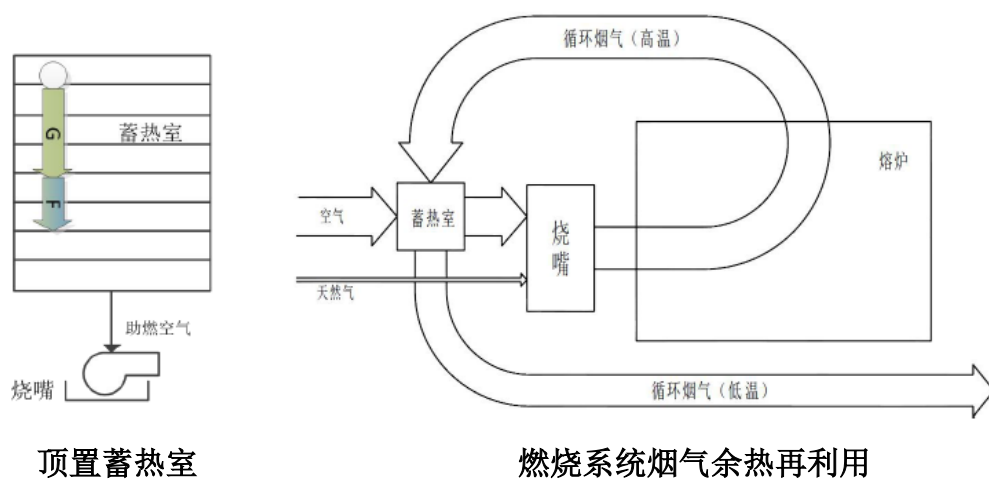 循环烟气（高温）
G
蓄热室
F
熔炉
空气
蓄热室
烧嘴
天然气
助燃空气
烧嘴
循环烟气（低温）
顶置蓄热室
燃烧系统烟气余热再利用